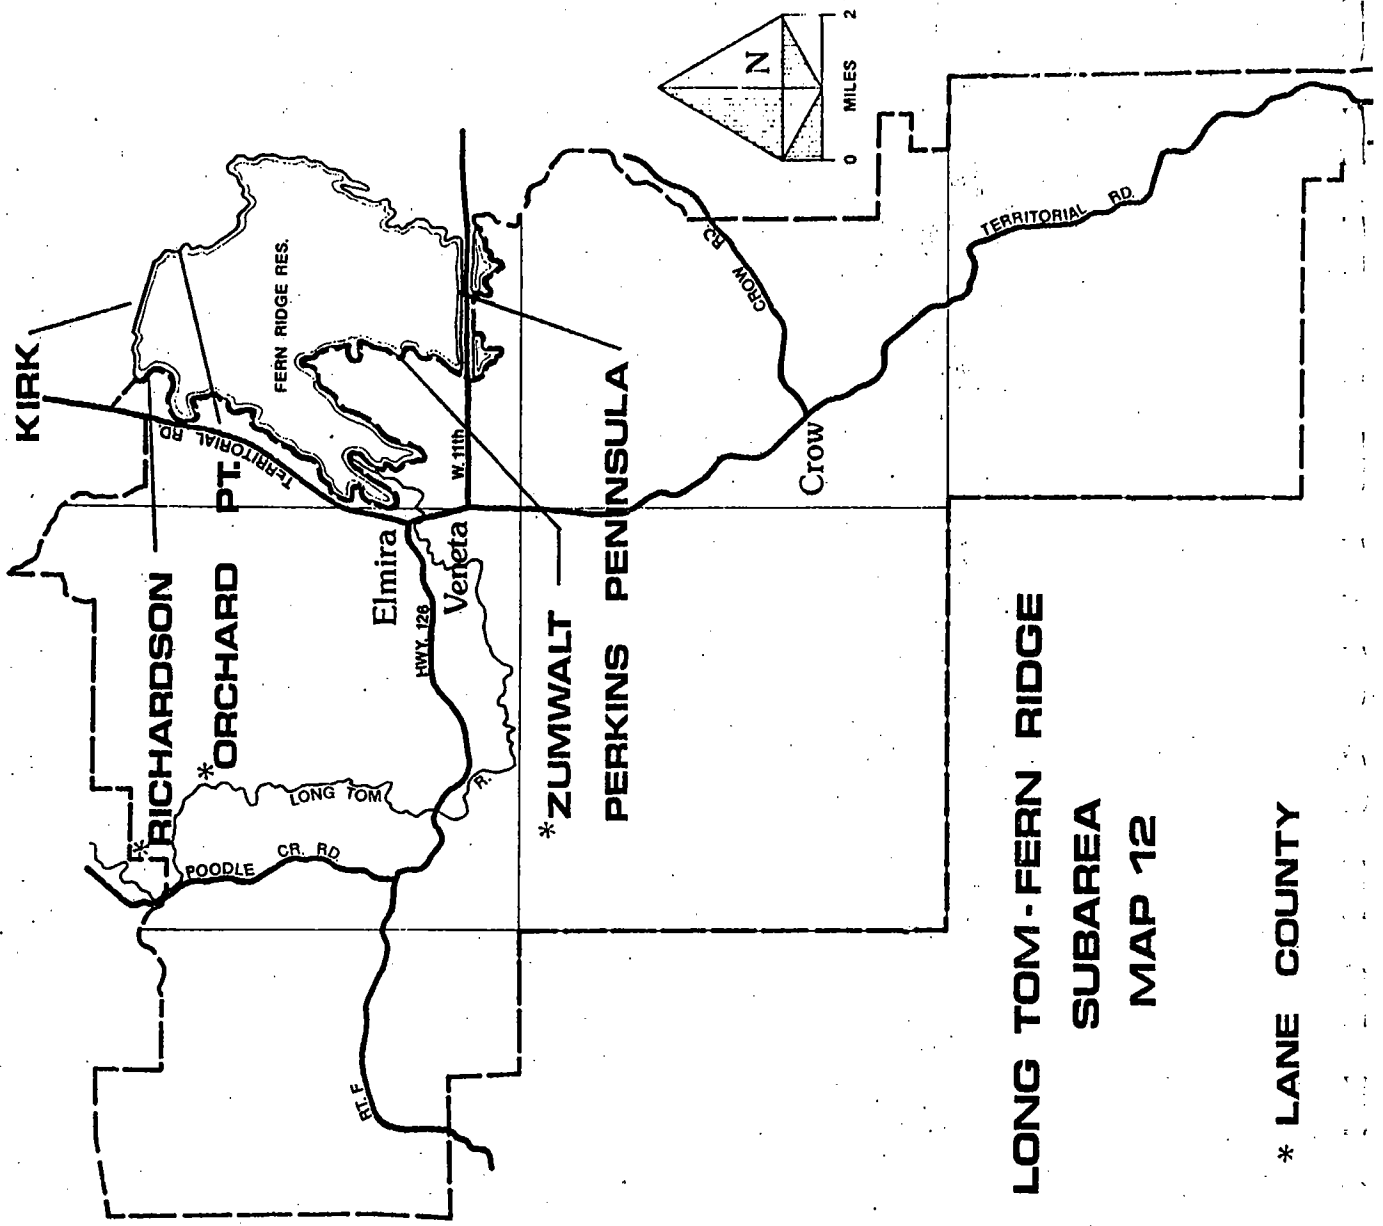 KIRK
*RICHARDSON
*ORCHARD PT.
TERRITORIAL RD.
FERN RIDGE RES.
LONG TOM
R.
POODLE CR. RD.
RT. F
HWY. 126
Elmira
Veneta
W. 11th
*ZUMWALT
PERKINS PENINSULA
CROW RD.
Crow
TERRITORIAL RD.
N
0 MILES 2
LONG TOM-FERN RIDGE
SUBAREA
MAP 12
* LANE COUNTY